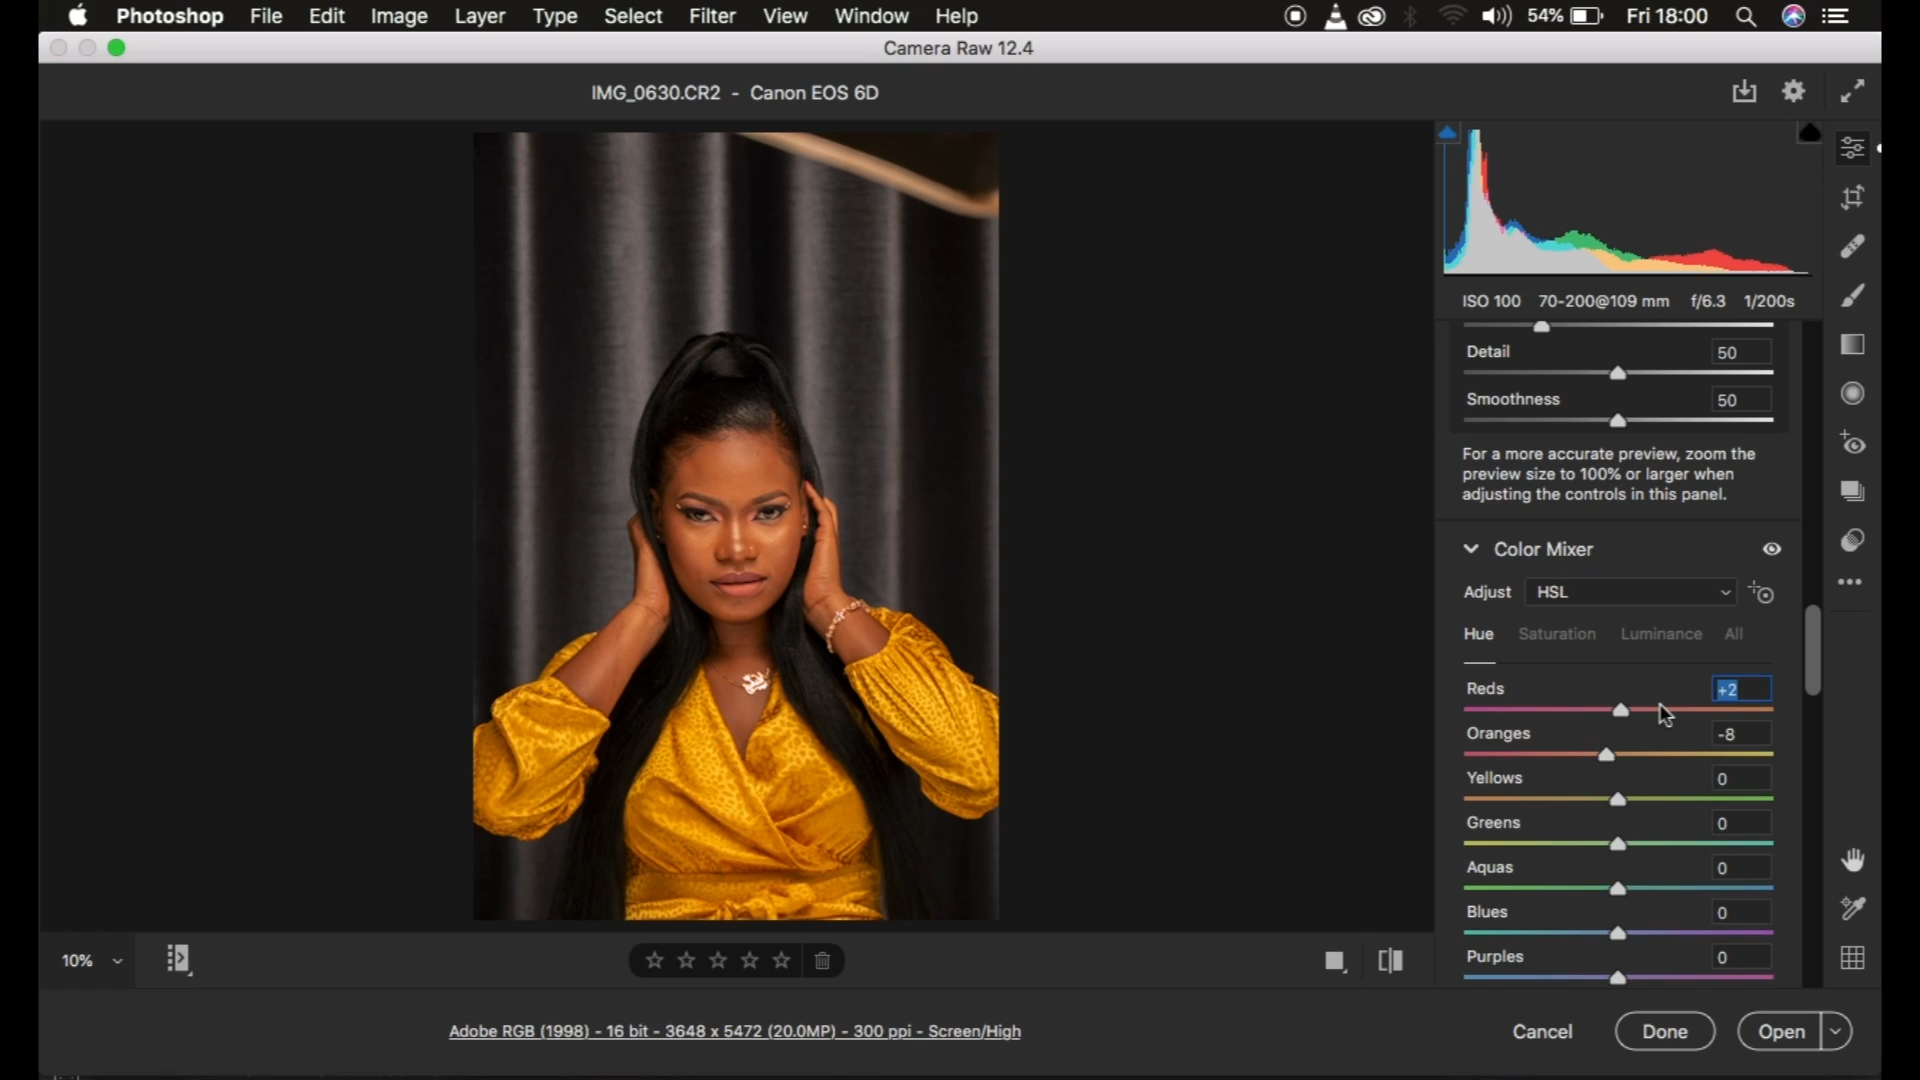 Photoshop File Edit Image Layer Type Select Filter View Window Help 54% Fri 18:00
Camera Raw 12.4
IMG_0630.CR2 - Canon EOS 6D
ISO 100 70-200@109 mm f/6.3 1/200s
Detail 50
Smoothness 50
For a more accurate preview, zoom the
preview size to 100% or larger when
adjusting the controls in this panel.
Color Mixer
Adjust HSL
Hue Saturation Luminance All
Reds +2
Oranges -8
Yellows 0
Greens 0
Aquas 0
Blues 0
Purples 0
10%
Adobe RGB (1998) - 16 bit - 3648 x 5472 (20.0MP) - 300 ppi - Screen/High
Cancel Done Open